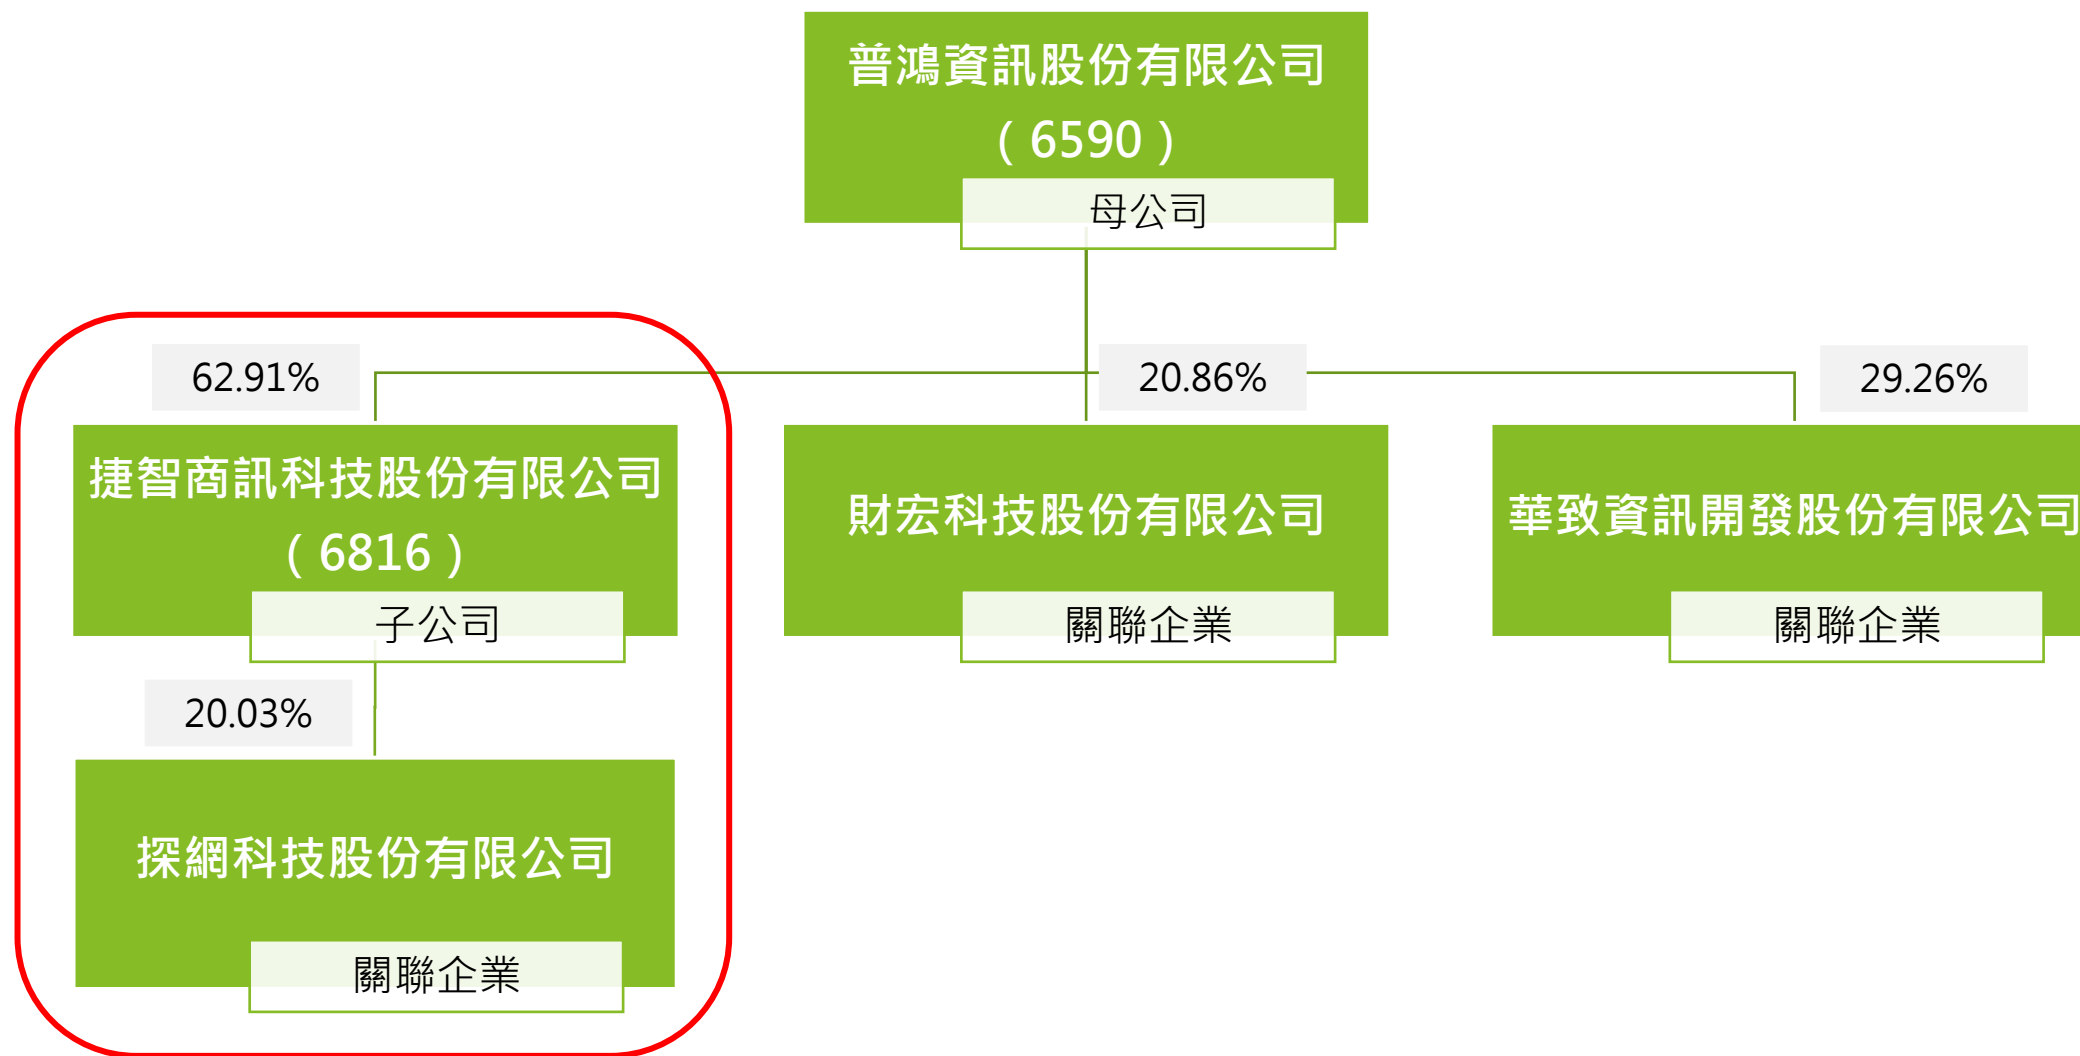 普鴻資訊股份有限公司
（6590）
母公司
62.91%
20.86%
29.26%
捷智商訊科技股份有限公司
（6816）
子公司
財宏科技股份有限公司
關聯企業
華致資訊開發股份有限公司
關聯企業
20.03%
探網科技股份有限公司
關聯企業